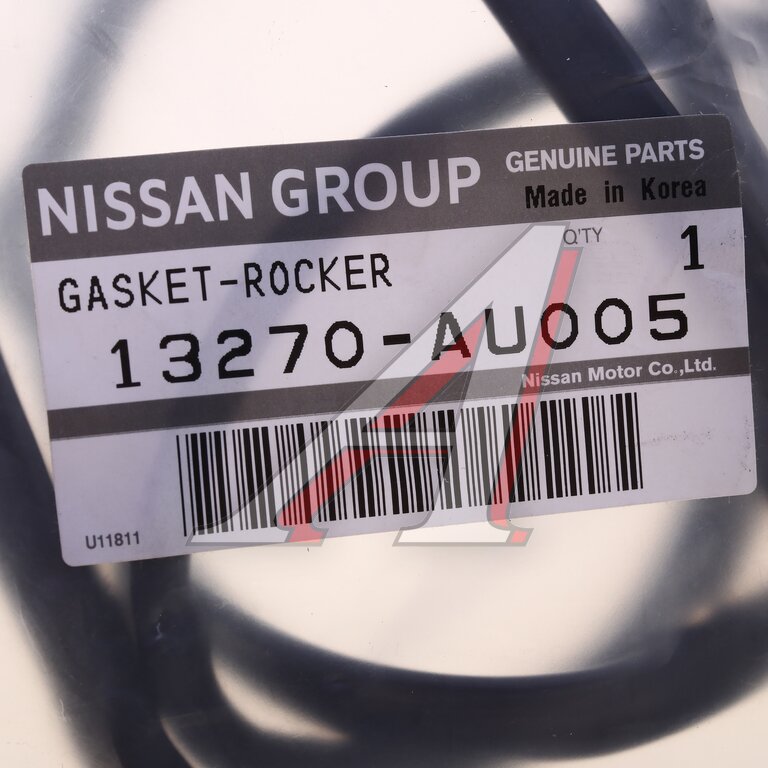 NISSAN GROUP
GENUINE PARTS
Made in Korea
Q'TY
1
GASKET-ROCKER
13270-AU005
Nissan Motor Co.,Ltd.
U11811